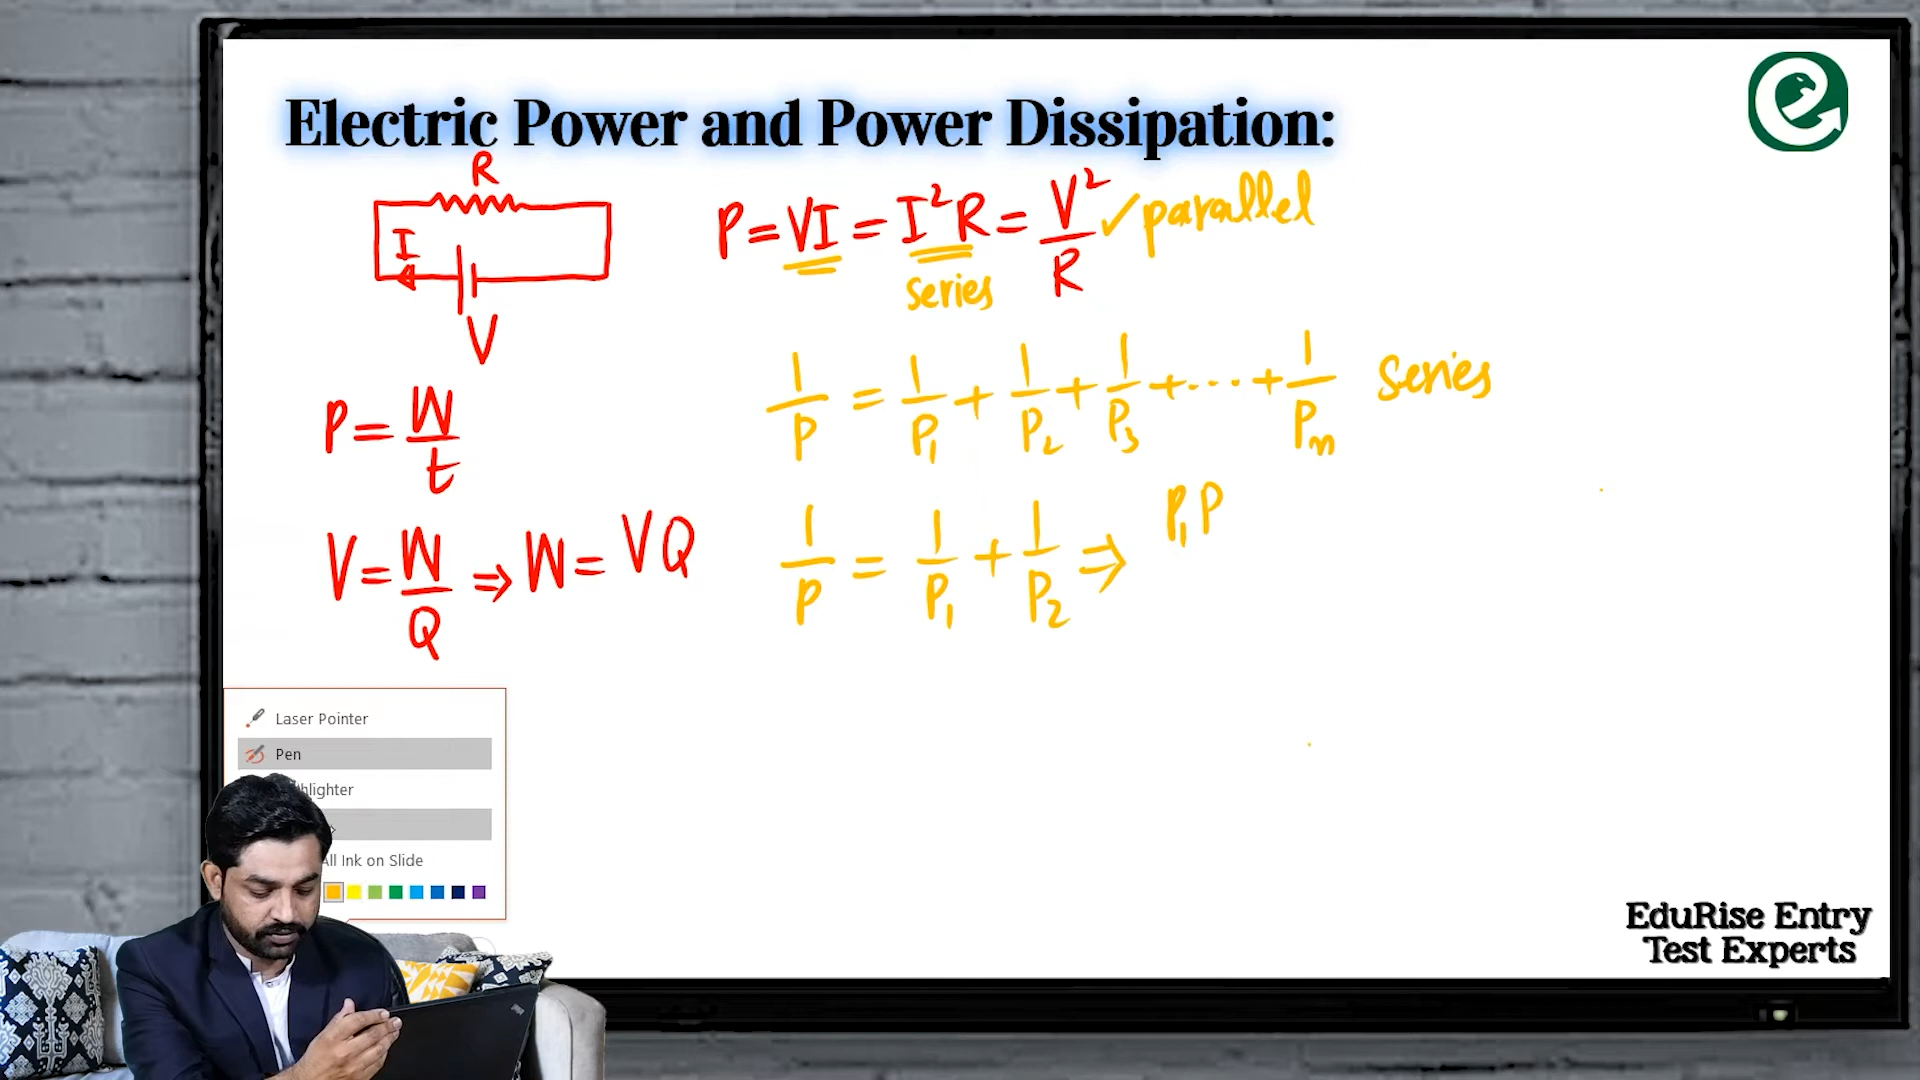 Electric Power and Power Dissipation:
R
I
V
P = VI = I²R = V²/R ✓ parallel
series
1/P = 1/P₁ + 1/P₂ + 1/P₃ + ··· + 1/Pₙ series
P = W/t
V = W/Q ⇒ W = VQ
1/P = 1/P₁ + 1/P₂ ⇒ P₁P
Laser Pointer
Pen
hlighter
All Ink on Slide
EduRise Entry
Test Experts